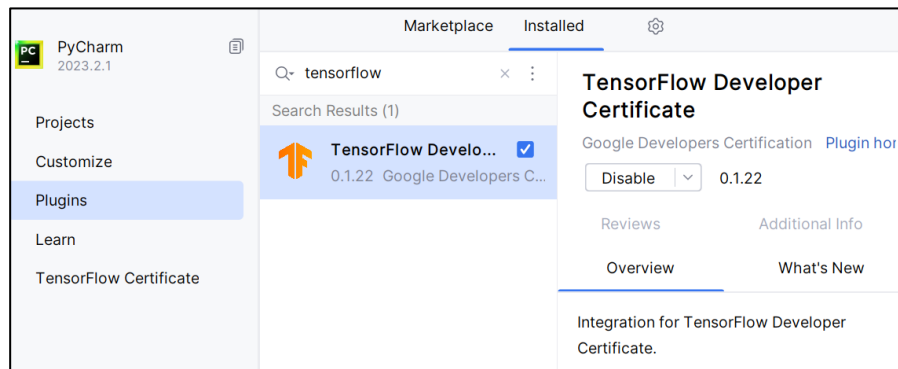 PC
PyCharm
2023.2.1
Projects
Customize
Plugins
Learn
TensorFlow Certificate
Marketplace Installed
tensorflow
Search Results (1)
TensorFlow Develo...
0.1.22 Google Developers C...
TensorFlow Developer
Certificate
Google Developers Certification Plugin hor
Disable 0.1.22
Reviews Additional Info
Overview What's New
Integration for TensorFlow Developer
Certificate.